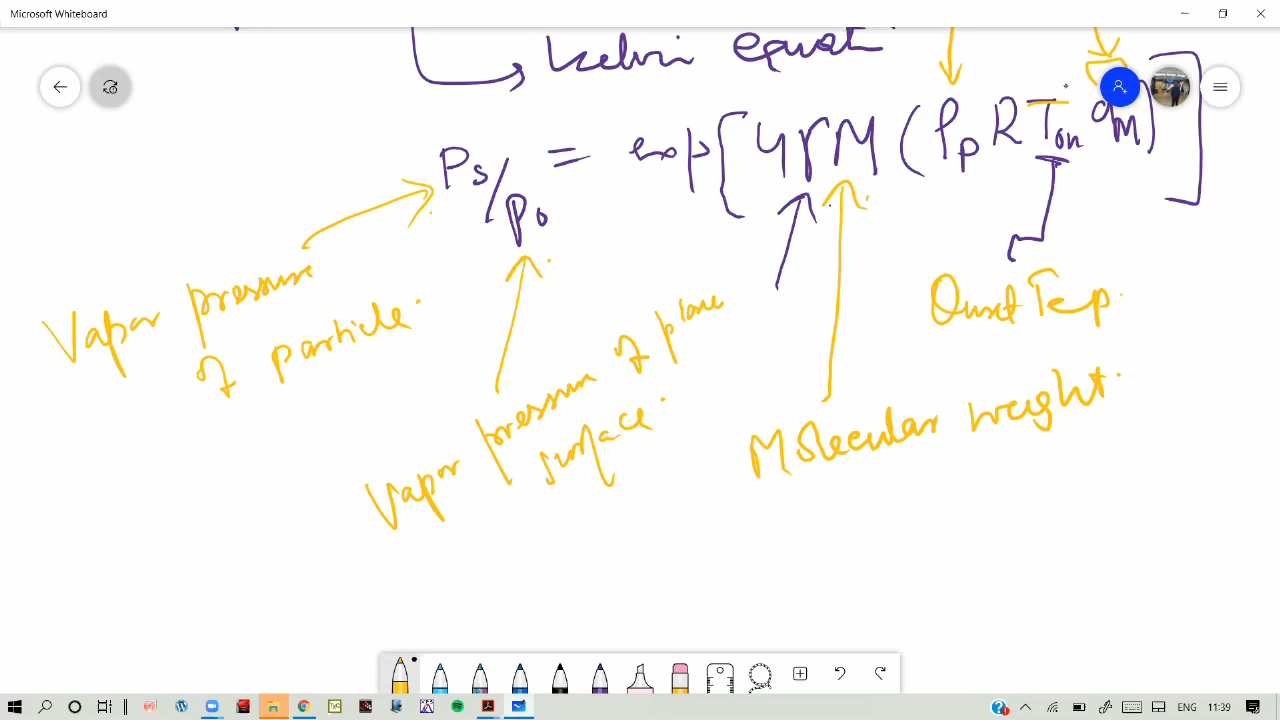 Microsoft Whiteboard
Kelvin equat
Ps/P0 = exp[4γM (ρp R Ton dm)]
Vapor pressure
of particle.
Vapor pressure of plane
surface.
Molecular weight.
Onset Temp.
ENG 11:39